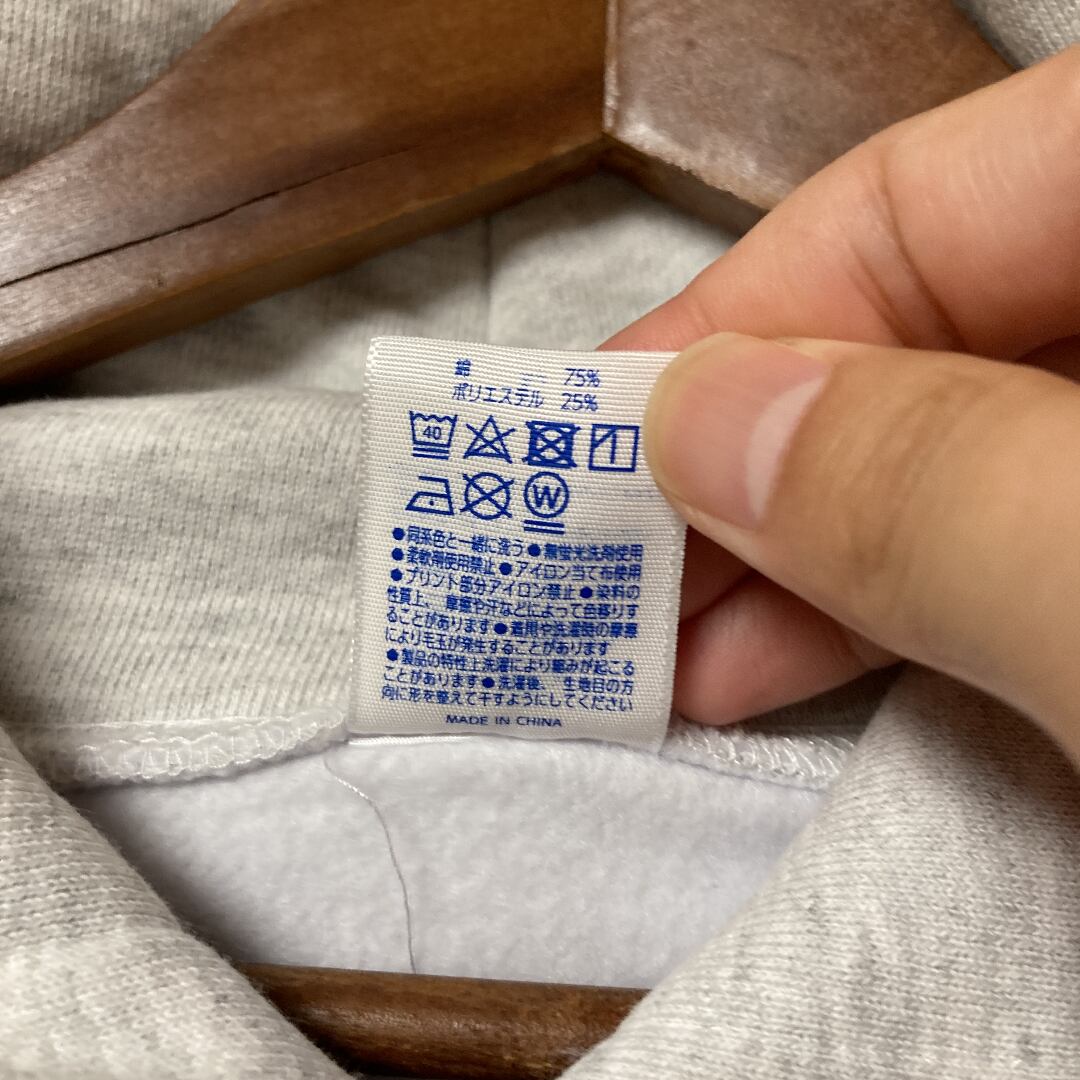 綿 75%
ポリエステル 25%
40
W
●同系色と一緒に洗う●無蛍光洗剤使用
●柔軟剤使用禁止 ●アイロン当て布使用
●プリント部分アイロン禁止 ●染料の
性質上、摩擦や汗などによって色移りす
ることがあります●着用や洗濯時の摩擦
により毛玉が発生することがあります
●製品の特性上洗濯により縮みが起こる
ことがあります●洗濯後、生地目の方
向に形を整えて干すようにしてください
MADE IN CHINA